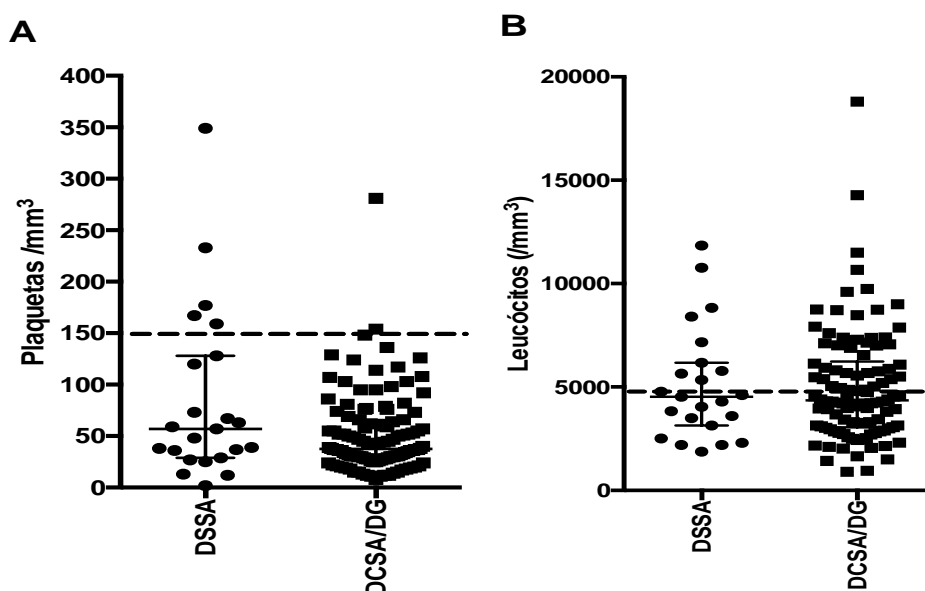 A
Plaquetas /mm³
400
350
300
250
200
150
100
50
0
DSSA
DCSA/DG
B
Leucócitos (/mm³)
20000
15000
10000
5000
0
DSSA
DCSA/DG